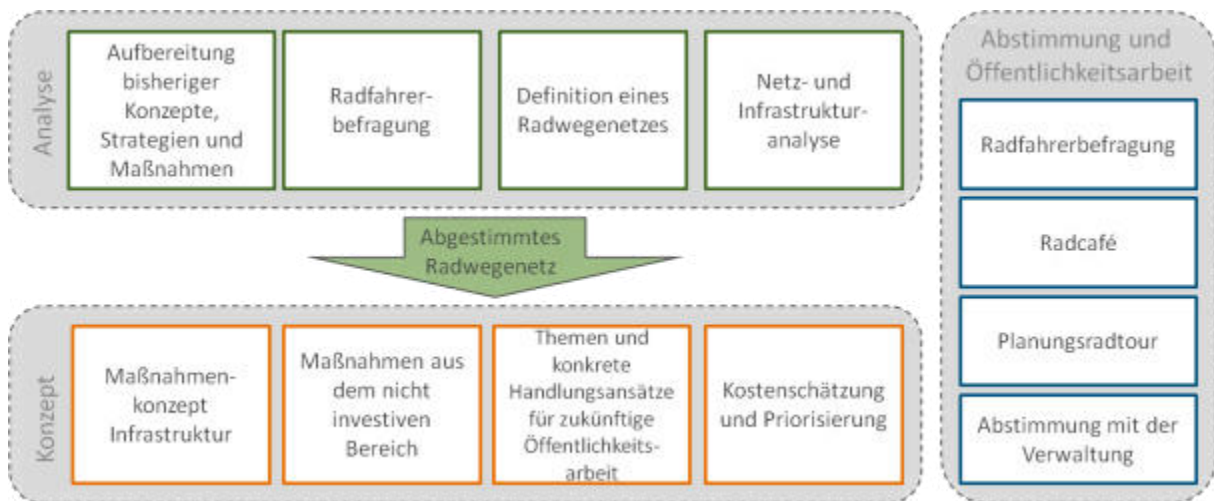 Analyse
Aufbereitung
bisheriger
Konzepte,
Strategien und
Maßnahmen
Radfahrer-
befragung
Definition eines
Radwegenetzes
Netz- und
Infrastruktur-
analyse
Abgestimmtes
Radwegenetz
Konzept
Maßnahmen-
konzept
Infrastruktur
Maßnahmen aus
dem nicht
investiven
Bereich
Themen und
konkrete
Handlungsansätze
für zukünftige
Öffentlichkeits-
arbeit
Kostenschätzung
und Priorisierung
Abstimmung und
Öffentlichkeitsarbeit
Radfahrerbefragung
Radcafé
Planungsradtour
Abstimmung mit der
Verwaltung